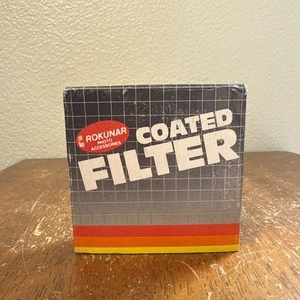 ROKUNAR
PHOTO
ACCESSORIES
COATED
FILTER